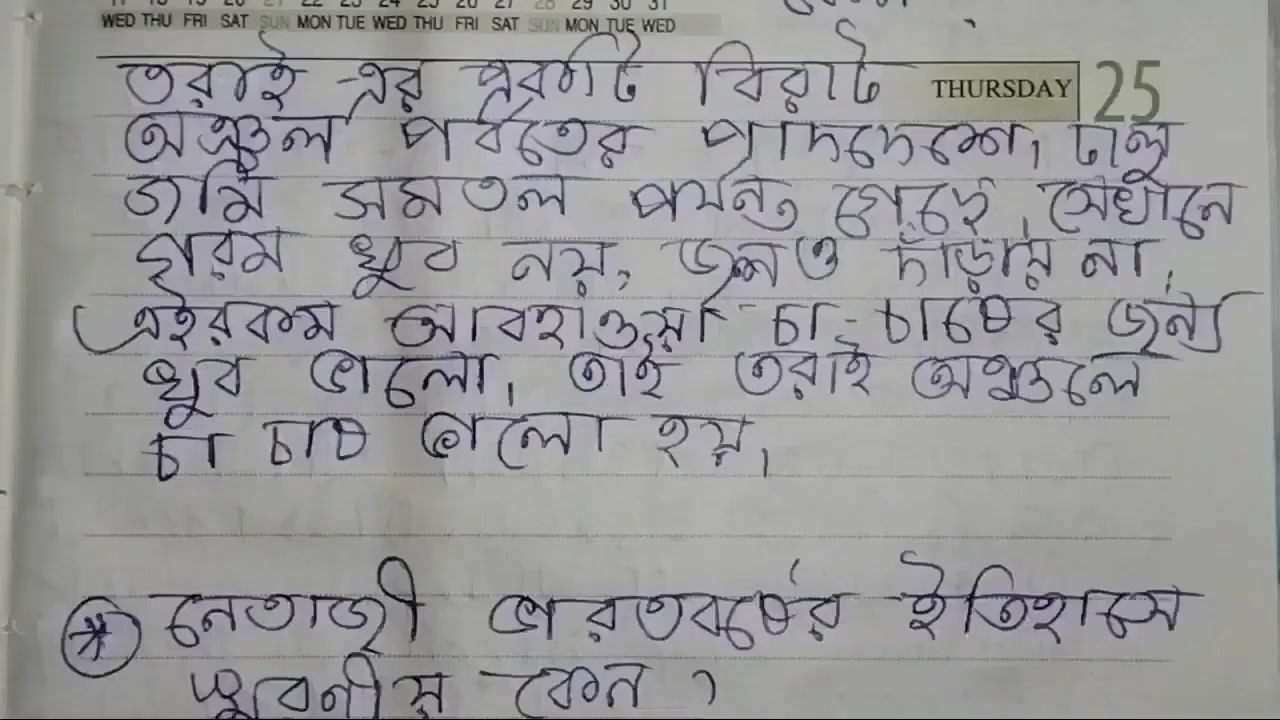 WED THU FRI SAT SUN MON TUE WED THU FRI SAT SUN MON TUE WED
THURSDAY 25
তরাই -এর একটি বিরাট
অঞ্চল পর্বতের পাদদেশে। ঢালু
জমি সমতল পর্যন্ত গেছে। সেখানে
গরম খুব নয়, জলও দাঁড়ায় না।
এইরকম আবহাওয়া চা-চাষের জন্য
খুব ভালো। তাই তরাই অঞ্চলে
চা চাষ ভালো হয়।
* নেতাজী ভারতবর্ষের ইতিহাসে
স্মরণীয় কেন?